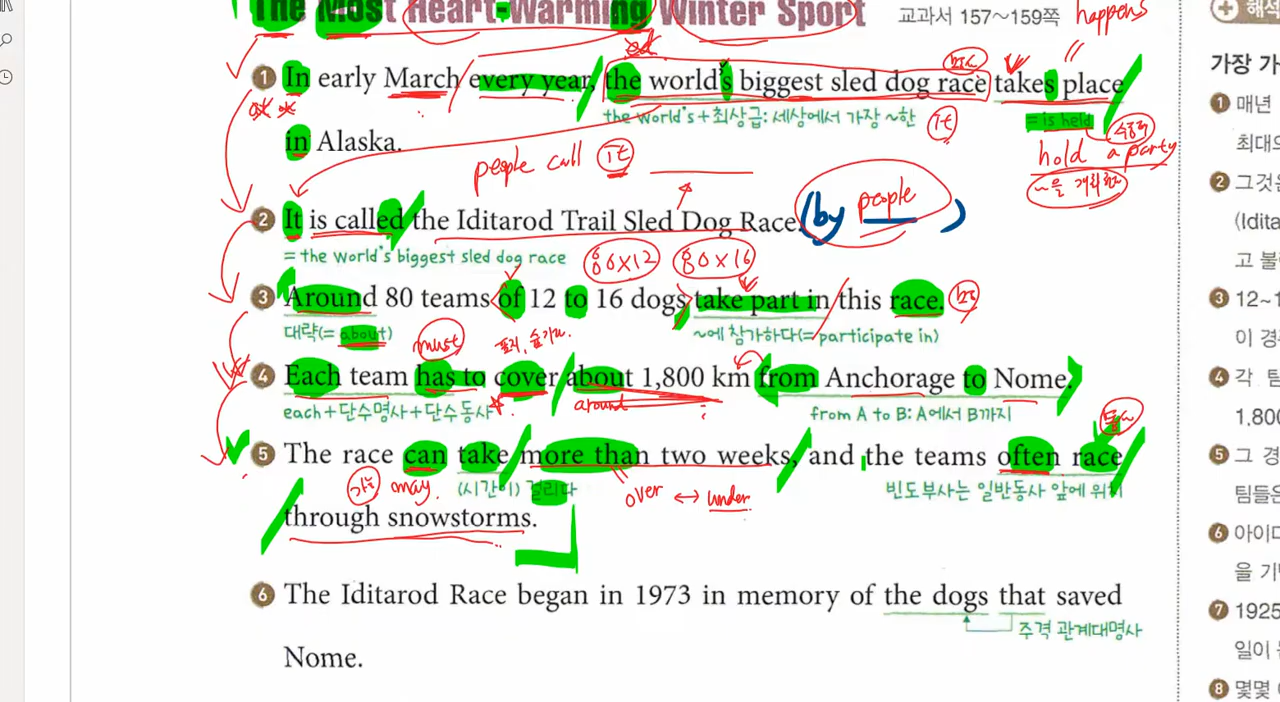 The Most Heart-Warming Winter Sport 교과서 157~159쪽 happens
1 In early March every year, the world's biggest sled dog race takes place
the world's + 최상급: 세상에서 가장 ~한 It = is held
in Alaska. people call It hold a party
2 It is called the Iditarod Trail Sled Dog Race. (by people)
= the world's biggest sled dog race 80×12 80×16
3 Around 80 teams of 12 to 16 dogs take part in this race.
대략(= about) must ~에 참가하다(= participate in)
4 Each team has to cover about 1,800 km from Anchorage to Nome.
each+단수명사+단수동사 around from A to B: A에서 B까지
5 The race can take more than two weeks, and the teams often race
may (시간이) 걸리다 over ↔ under 빈도부사는 일반동사 앞에 위치
through snowstorms.
6 The Iditarod Race began in 1973 in memory of the dogs that saved
주격 관계대명사
Nome.
해석
가장 가
1 매년
최대의
2 그것은
(Idita
고 불
3 12~1
이 경
4 각 팀
1,800
5 그 경
팀들은
6 아이디
을 기
7 1925
일이
8 몇몇